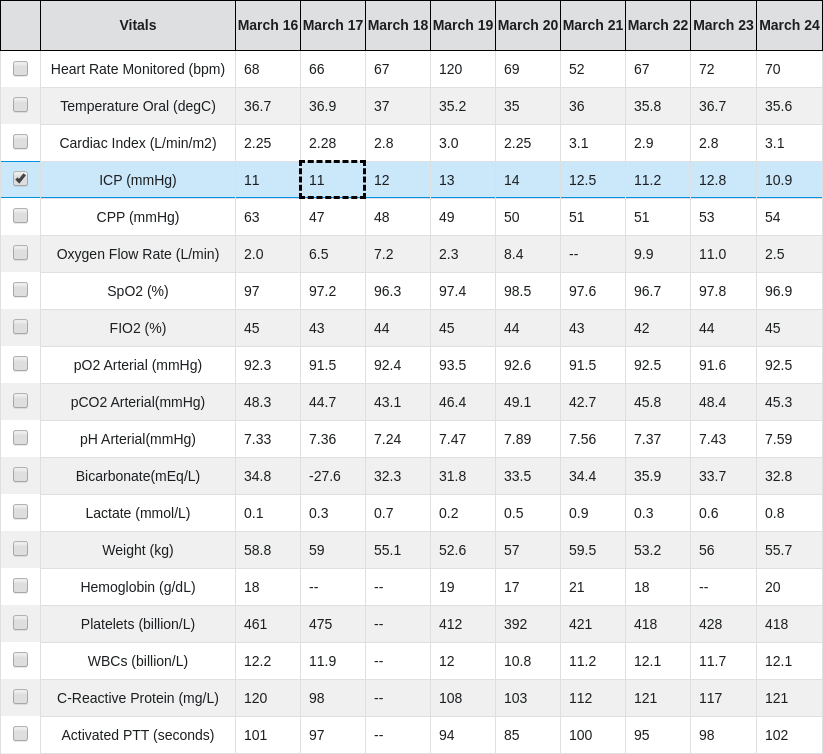 Vitals March 16 March 17 March 18 March 19 March 20 March 21 March 22 March 23 March 24
Heart Rate Monitored (bpm) 68 66 67 120 69 52 67 72 70
Temperature Oral (degC) 36.7 36.9 37 35.2 35 36 35.8 36.7 35.6
Cardiac Index (L/min/m2) 2.25 2.28 2.8 3.0 2.25 3.1 2.9 2.8 3.1
ICP (mmHg) 11 11 12 13 14 12.5 11.2 12.8 10.9
CPP (mmHg) 63 47 48 49 50 51 51 53 54
Oxygen Flow Rate (L/min) 2.0 6.5 7.2 2.3 8.4 -- 9.9 11.0 2.5
SpO2 (%) 97 97.2 96.3 97.4 98.5 97.6 96.7 97.8 96.9
FIO2 (%) 45 43 44 45 44 43 42 44 45
pO2 Arterial (mmHg) 92.3 91.5 92.4 93.5 92.6 91.5 92.5 91.6 92.5
pCO2 Arterial(mmHg) 48.3 44.7 43.1 46.4 49.1 42.7 45.8 48.4 45.3
pH Arterial(mmHg) 7.33 7.36 7.24 7.47 7.89 7.56 7.37 7.43 7.59
Bicarbonate(mEq/L) 34.8 -27.6 32.3 31.8 33.5 34.4 35.9 33.7 32.8
Lactate (mmol/L) 0.1 0.3 0.7 0.2 0.5 0.9 0.3 0.6 0.8
Weight (kg) 58.8 59 55.1 52.6 57 59.5 53.2 56 55.7
Hemoglobin (g/dL) 18 -- -- 19 17 21 18 -- 20
Platelets (billion/L) 461 475 -- 412 392 421 418 428 418
WBCs (billion/L) 12.2 11.9 -- 12 10.8 11.2 12.1 11.7 12.1
C-Reactive Protein (mg/L) 120 98 -- 108 103 112 121 117 121
Activated PTT (seconds) 101 97 -- 94 85 100 95 98 102